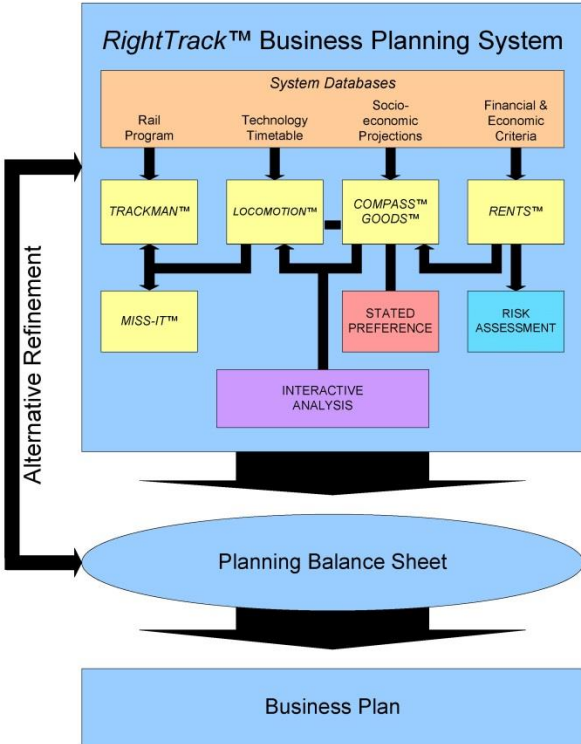 RightTrack™ Business Planning System
System Databases
Rail
Program
Technology
Timetable
Socio-
economic
Projections
Financial &
Economic
Criteria
TRACKMAN™
LOCOMOTION™
COMPASS™
GOODS™
RENTS™
MISS-IT™
STATED
PREFERENCE
RISK
ASSESSMENT
INTERACTIVE
ANALYSIS
Alternative Refinement
Planning Balance Sheet
Business Plan